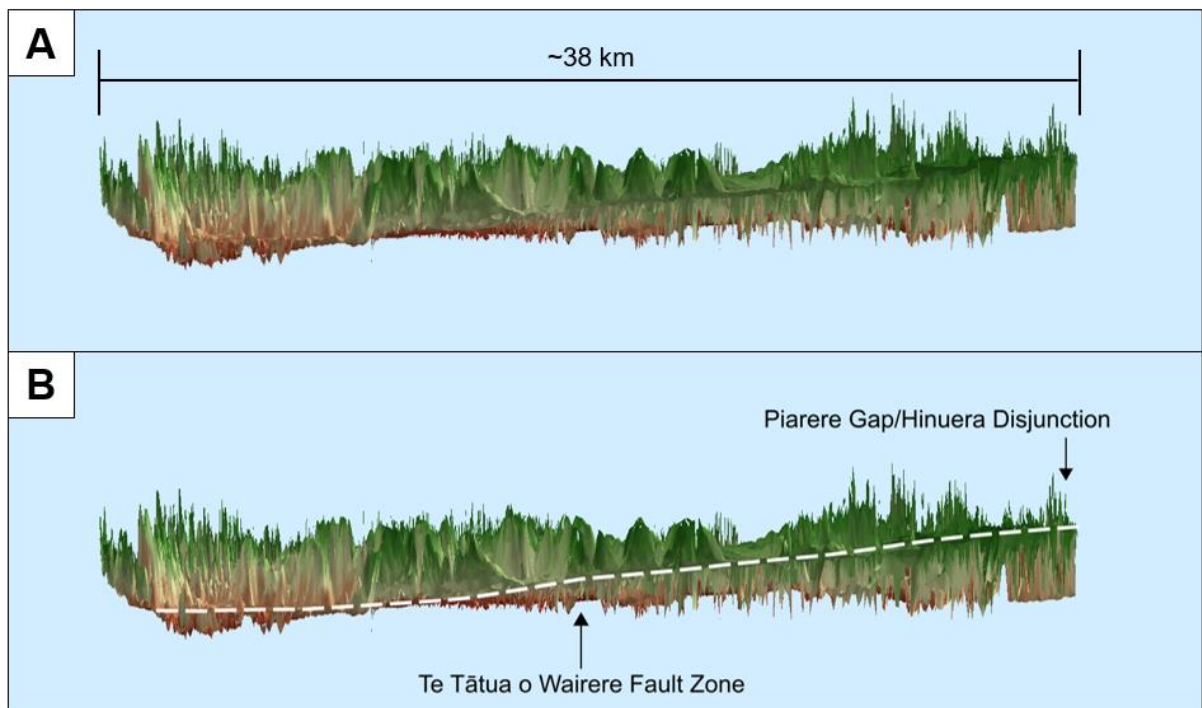 A
~38 km
B
Piarere Gap/Hinuera Disjunction
Te Tātua o Wairere Fault Zone